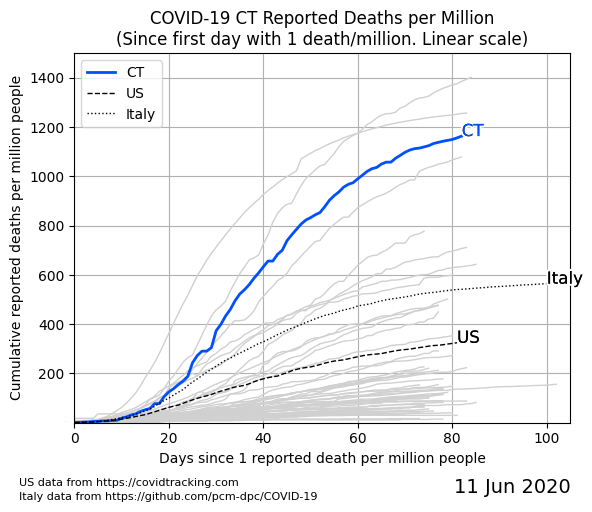 COVID-19 CT Reported Deaths per Million
(Since first day with 1 death/million. Linear scale)
CT
US
Italy
Cumulative reported deaths per million people
1400
1200
1000
800
600
400
200
CT
Italy
US
0 20 40 60 80 100
Days since 1 reported death per million people
US data from https://covidtracking.com
Italy data from https://github.com/pcm-dpc/COVID-19
11 Jun 2020